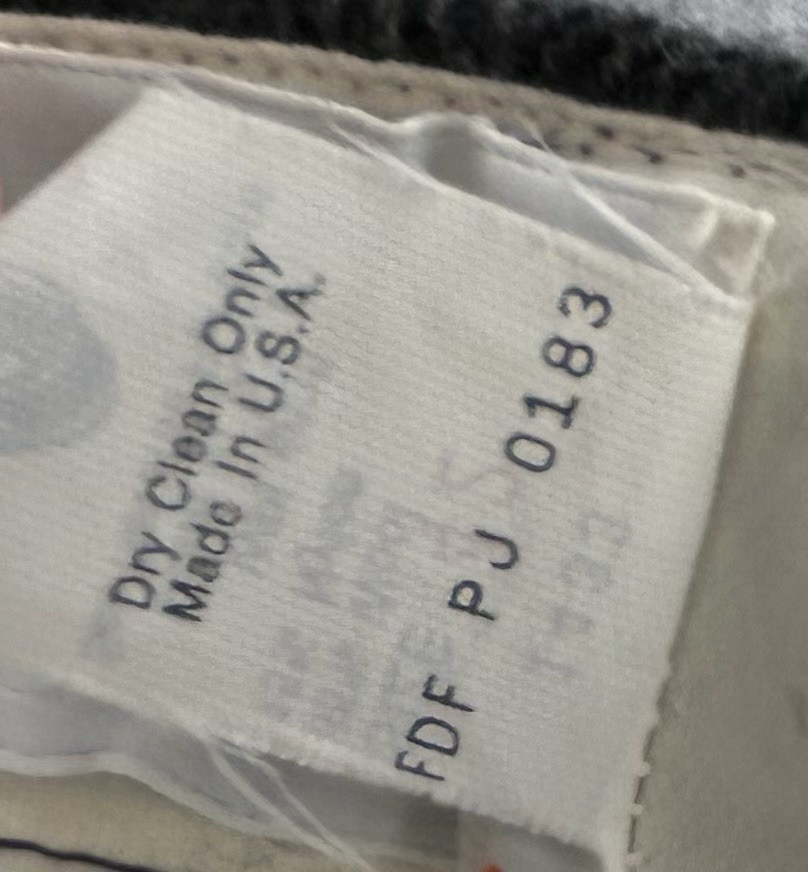 Dry Clean Only
Made In U.S.A.
FDF PJ 0183